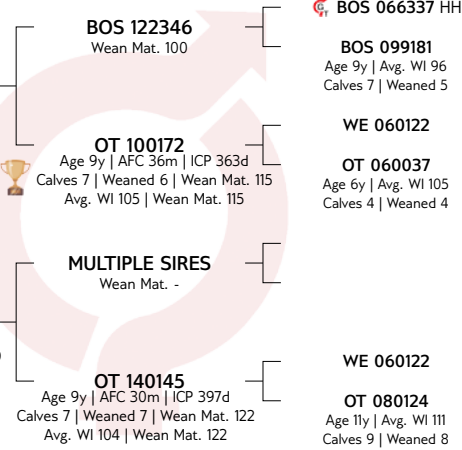 BOS 066337 HH
BOS 122346
Wean Mat. 100
BOS 099181
Age 9y | Avg. WI 96
Calves 7 | Weaned 5
WE 060122
OT 100172
Age 9y | AFC 36m | ICP 363d
Calves 7 | Weaned 6 | Wean Mat. 115
Avg. WI 105 | Wean Mat. 115
OT 060037
Age 6y | Avg. WI 105
Calves 4 | Weaned 4
MULTIPLE SIRES
Wean Mat. -
WE 060122
OT 140145
Age 9y | AFC 30m | ICP 397d
Calves 7 | Weaned 7 | Wean Mat. 122
Avg. WI 104 | Wean Mat. 122
OT 080124
Age 11y | Avg. WI 111
Calves 9 | Weaned 8